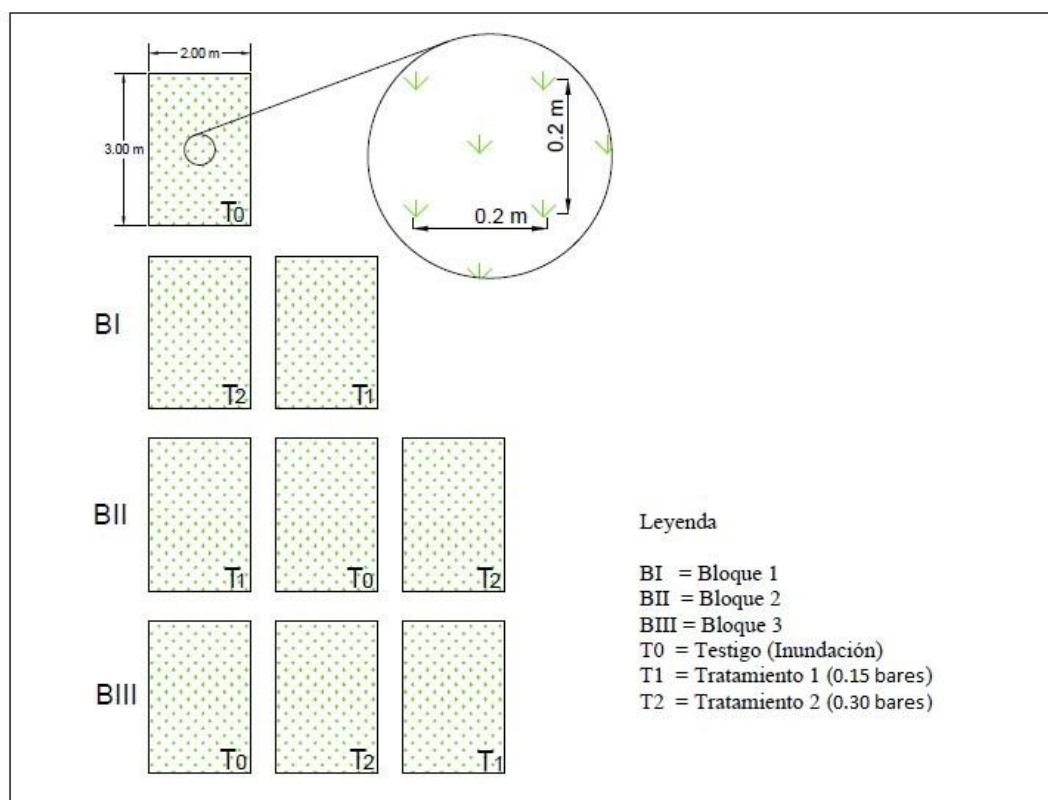 2.00 m
3.00 m
T0
0.2 m
0.2 m
BI
T2
T1
BII
T1
T0
T2
BIII
T0
T2
T1
Leyenda
BI = Bloque 1
BII = Bloque 2
BIII = Bloque 3
T0 = Testigo (Inundación)
T1 = Tratamiento 1 (0.15 bares)
T2 = Tratamiento 2 (0.30 bares)